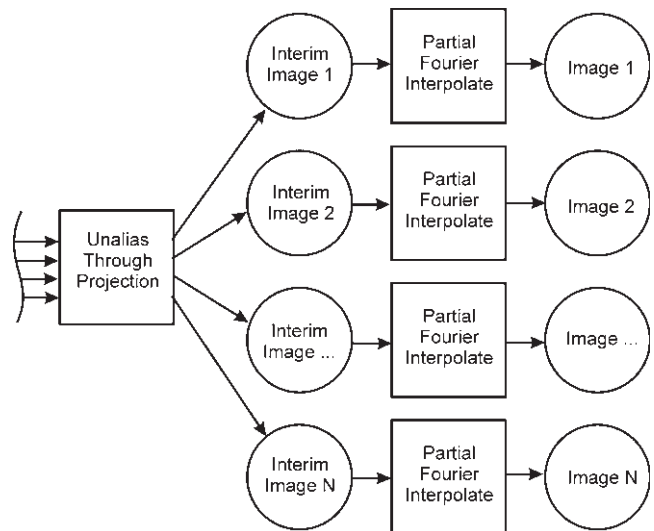 Interim
Image 1
Partial
Fourier
Interpolate
Image 1
Interim
Image 2
Partial
Fourier
Interpolate
Image 2
Unalias
Through
Projection
Interim
Image ...
Partial
Fourier
Interpolate
Image ...
Interim
Image N
Partial
Fourier
Interpolate
Image N